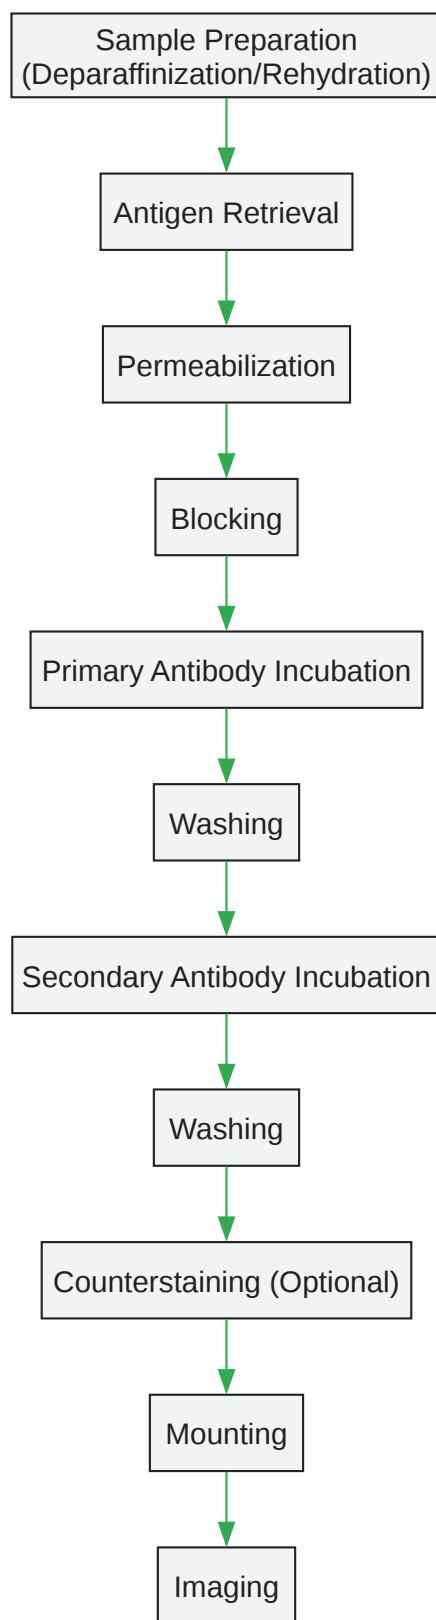 Sample Preparation
(Deparaffinization/Rehydration)
Antigen Retrieval
Permeabilization
Blocking
Primary Antibody Incubation
Washing
Secondary Antibody Incubation
Washing
Counterstaining (Optional)
Mounting
Imaging